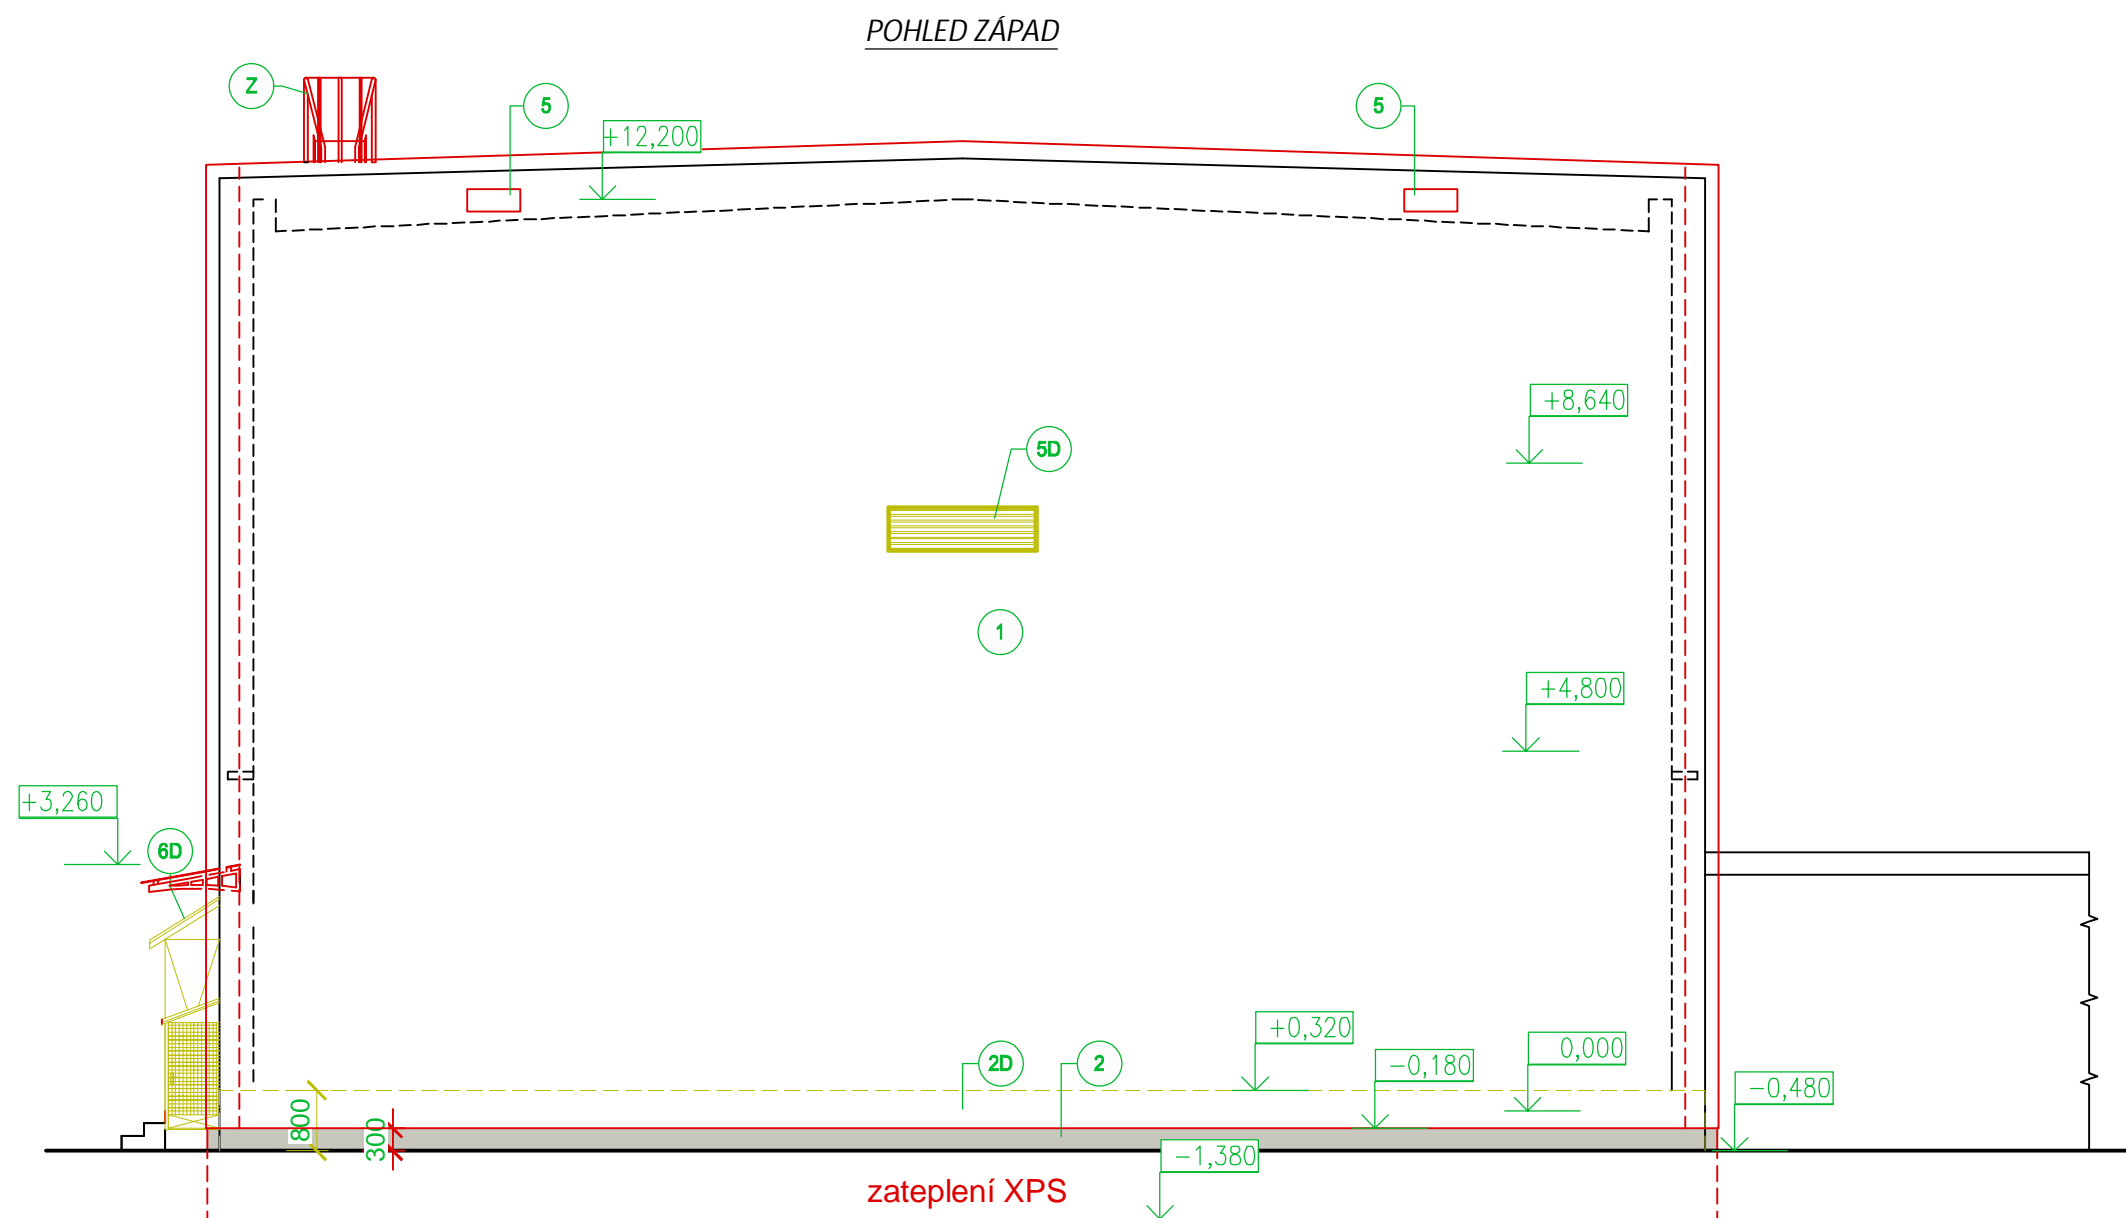 POHLED ZÁPAD
Z
5
5
+12,200
+8,640
5D
1
+4,800
+3,260
6D
+0,320
0,000
2D
2
-0,180
-0,480
800
300
-1,380
zateplení XPS